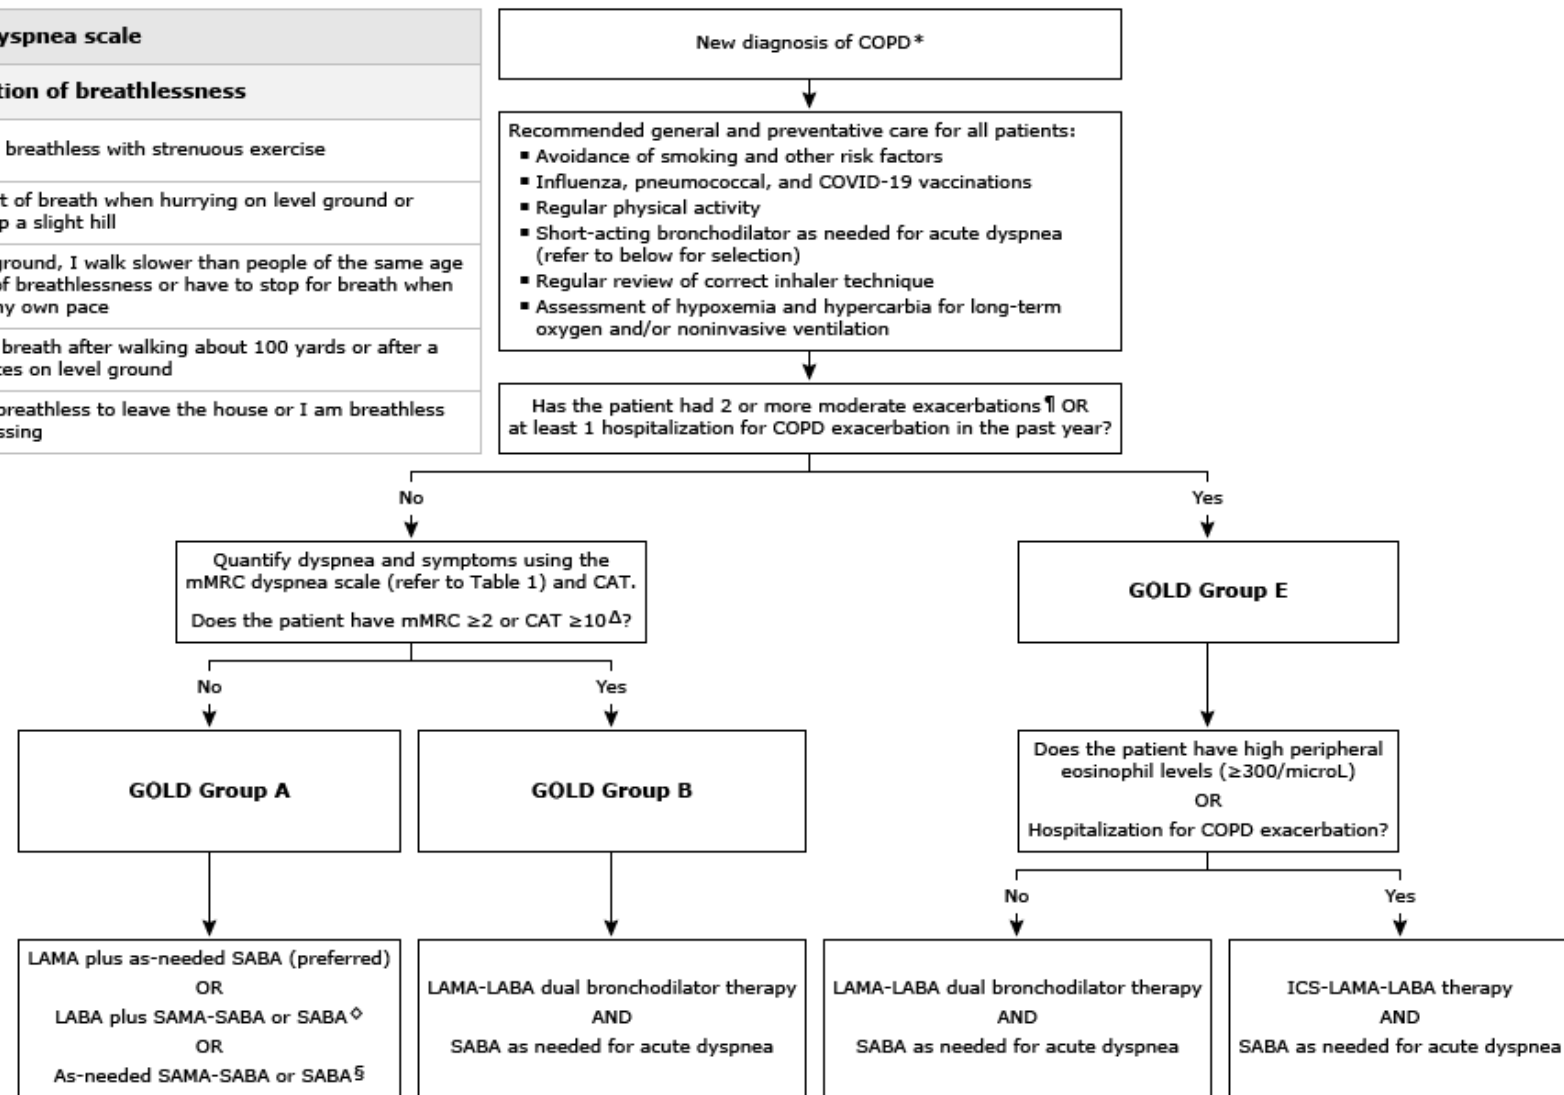 yspnea scale
tion of breathlessness
breathless with strenuous exercise
t of breath when hurrying on level ground or
p a slight hill
ground, I walk slower than people of the same age
of breathlessness or have to stop for breath when
my own pace
breath after walking about 100 yards or after a
tes on level ground
breathless to leave the house or I am breathless
ssing
New diagnosis of COPD*
Recommended general and preventative care for all patients:
▪ Avoidance of smoking and other risk factors
▪ Influenza, pneumococcal, and COVID-19 vaccinations
▪ Regular physical activity
▪ Short-acting bronchodilator as needed for acute dyspnea
(refer to below for selection)
▪ Regular review of correct inhaler technique
▪ Assessment of hypoxemia and hypercarbia for long-term
oxygen and/or noninvasive ventilation
Has the patient had 2 or more moderate exacerbations¶ OR
at least 1 hospitalization for COPD exacerbation in the past year?
No
Yes
Quantify dyspnea and symptoms using the
mMRC dyspnea scale (refer to Table 1) and CAT.
Does the patient have mMRC ≥2 or CAT ≥10Δ?
GOLD Group E
No
Yes
GOLD Group A
GOLD Group B
Does the patient have high peripheral
eosinophil levels (≥300/microL)
OR
Hospitalization for COPD exacerbation?
No
Yes
LAMA plus as-needed SABA (preferred)
OR
LABA plus SAMA-SABA or SABA◇
OR
As-needed SAMA-SABA or SABA§
LAMA-LABA dual bronchodilator therapy
AND
SABA as needed for acute dyspnea
LAMA-LABA dual bronchodilator therapy
AND
SABA as needed for acute dyspnea
ICS-LAMA-LABA therapy
AND
SABA as needed for acute dyspnea